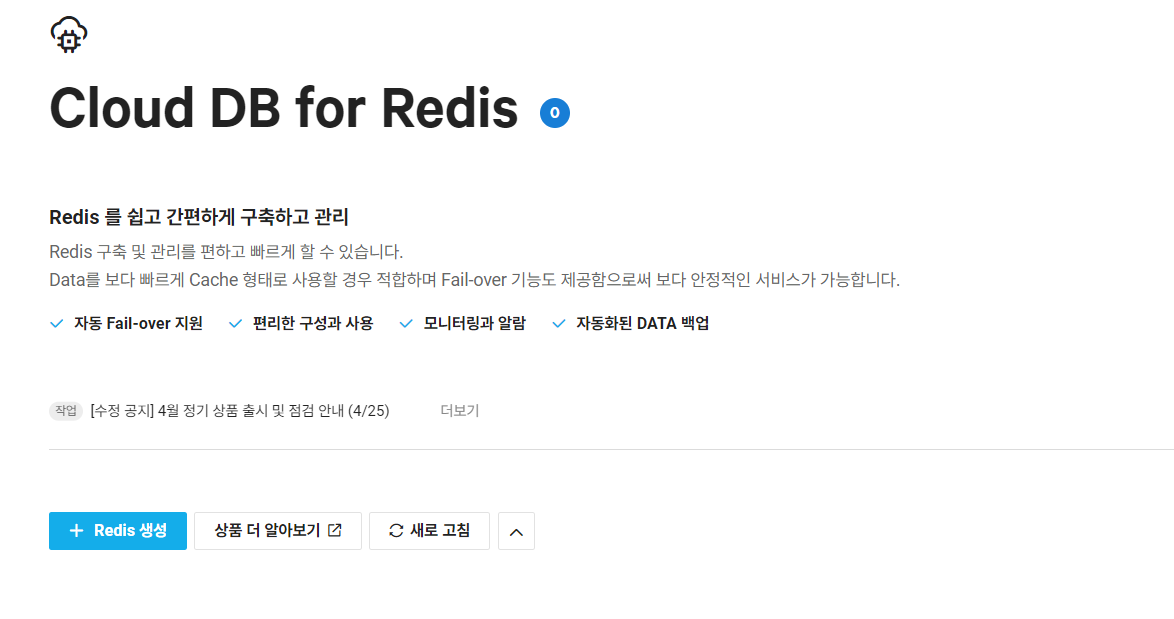 Cloud DB for Redis 0
Redis 를 쉽고 간편하게 구축하고 관리
Redis 구축 및 관리를 편하고 빠르게 할 수 있습니다.
Data를 보다 빠르게 Cache 형태로 사용할 경우 적합하며 Fail-over 기능도 제공함으로써 보다 안정적인 서비스가 가능합니다.
자동 Fail-over 지원 편리한 구성과 사용 모니터링과 알람 자동화된 DATA 백업
작업 [수정 공지] 4월 정기 상품 출시 및 점검 안내 (4/25) 더보기
+ Redis 생성 상품 더 알아보기 새로 고침